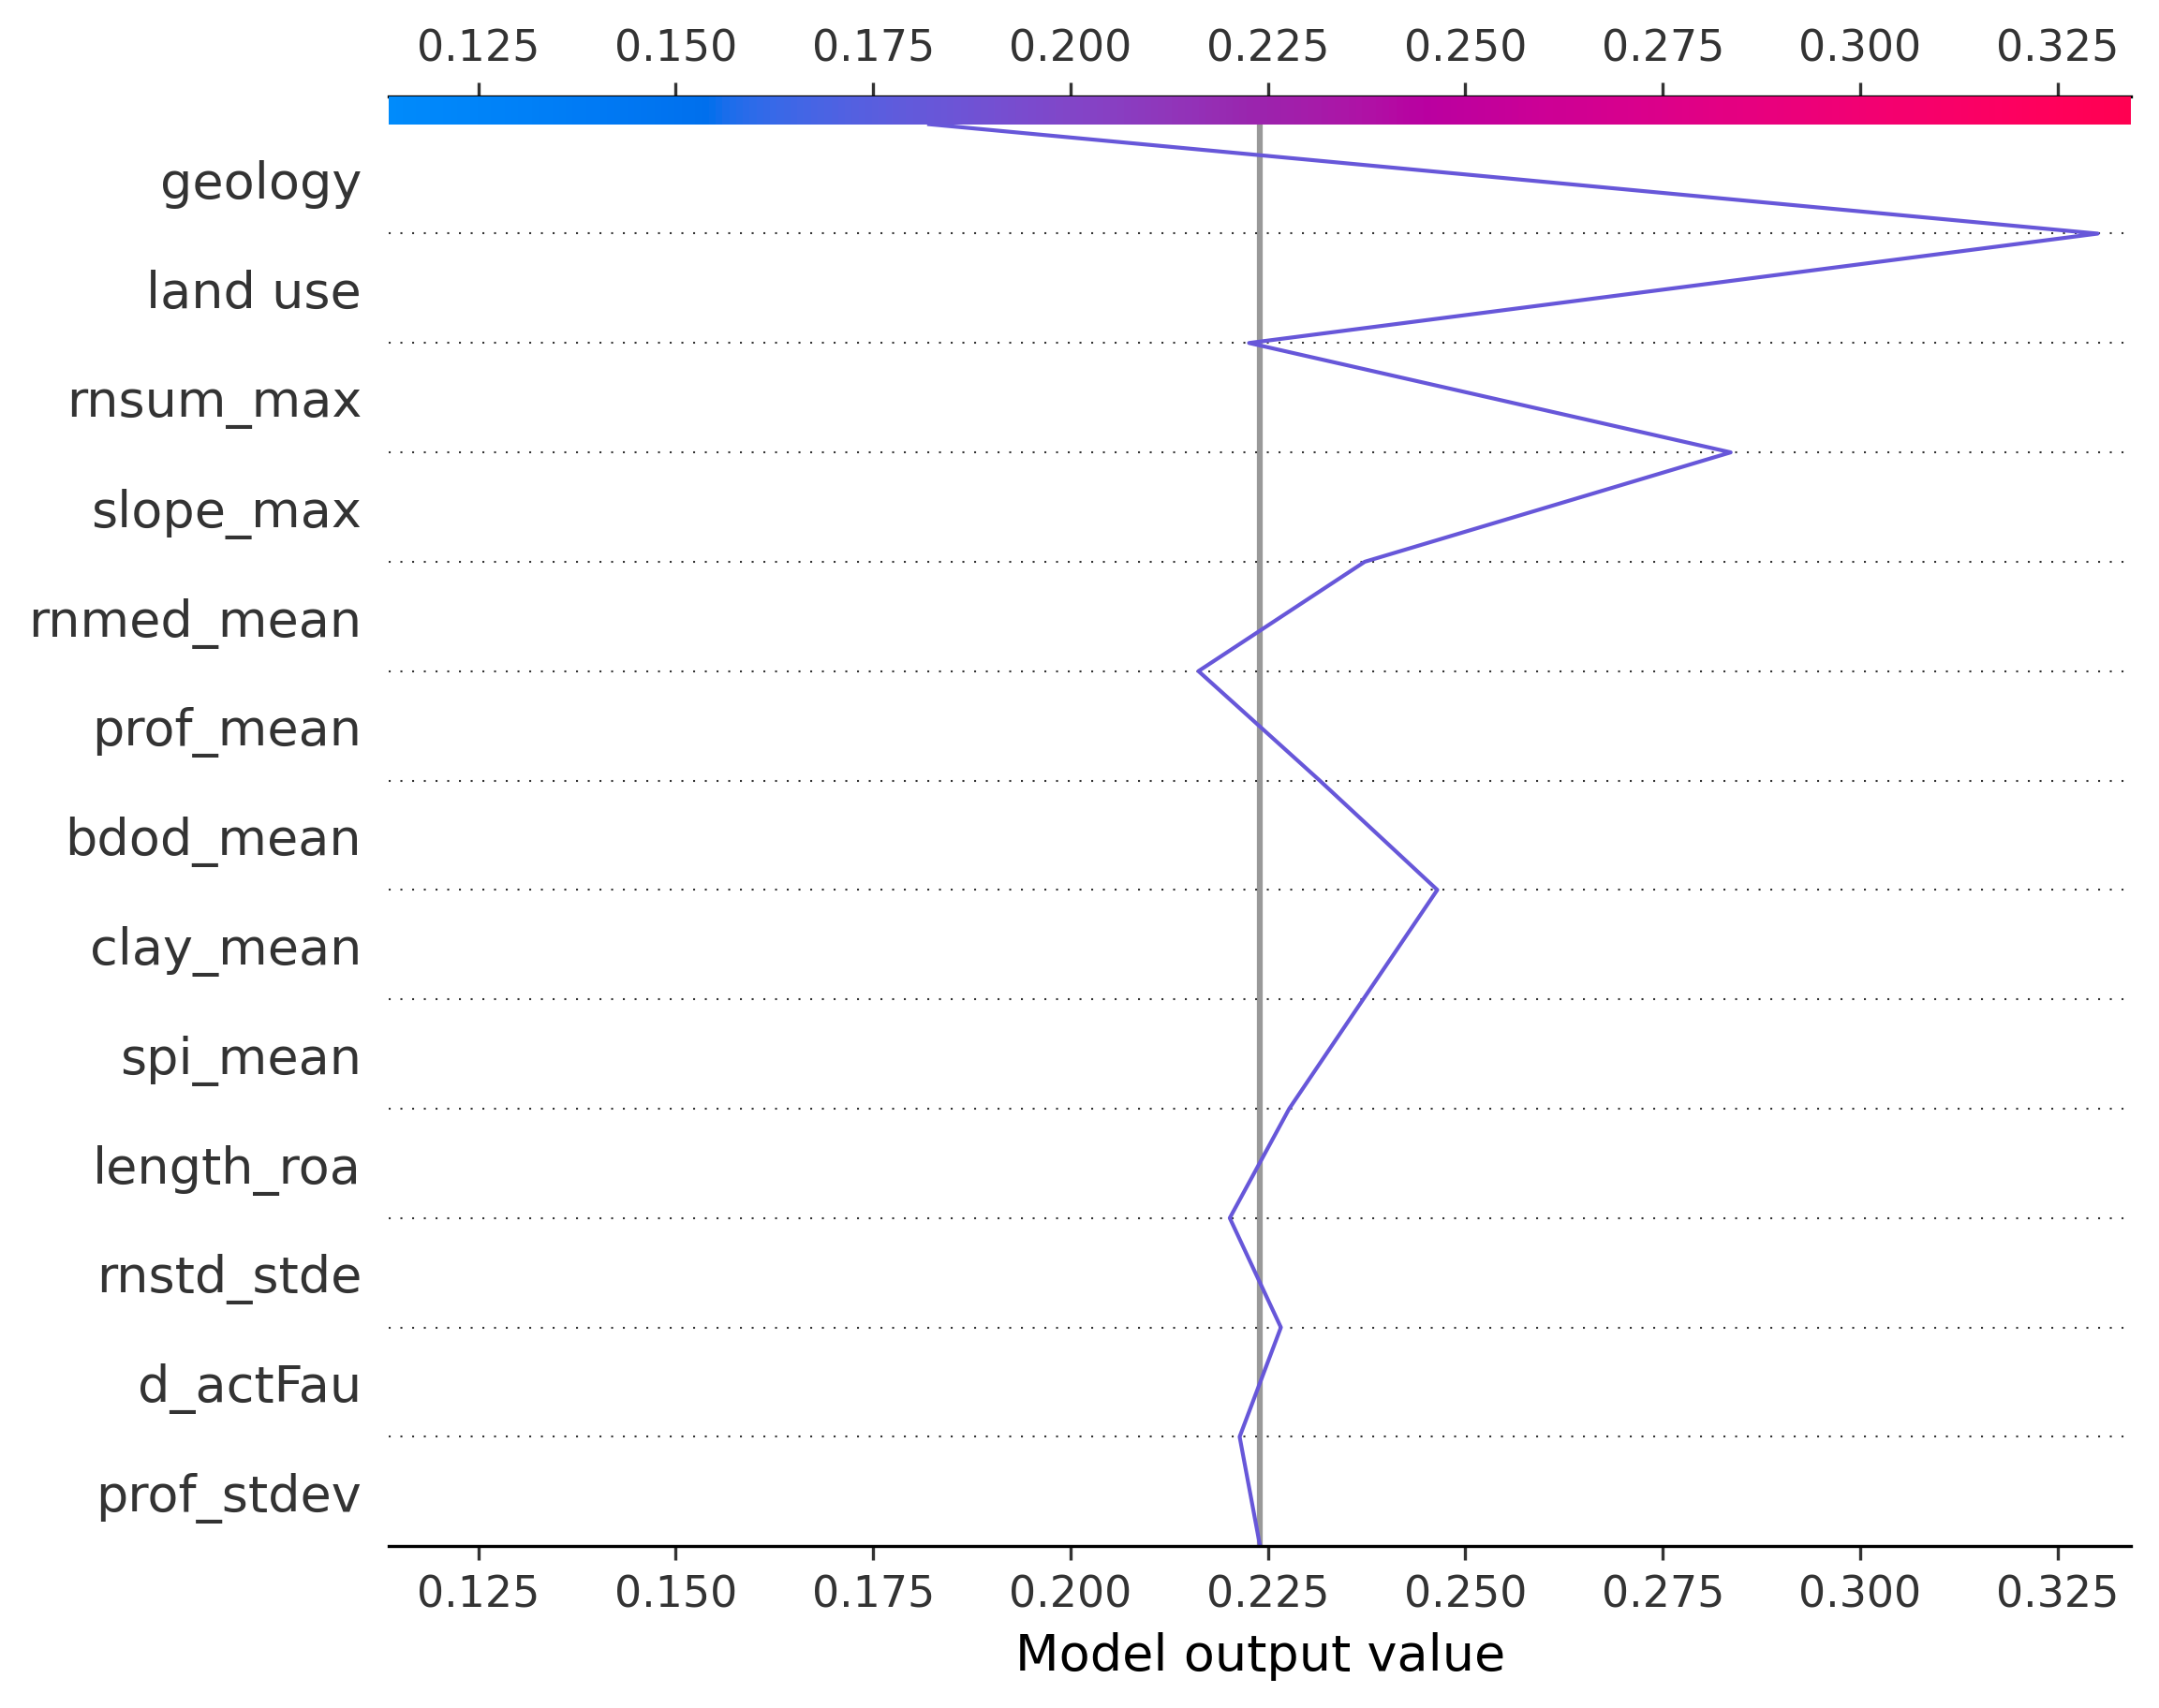 0.125 0.150 0.175 0.200 0.225 0.250 0.275 0.300 0.325
geology
land use
rnsum_max
slope_max
rnmed_mean
prof_mean
bdod_mean
clay_mean
spi_mean
length_roa
rnstd_stde
d_actFau
prof_stdev
0.125 0.150 0.175 0.200 0.225 0.250 0.275 0.300 0.325
Model output value